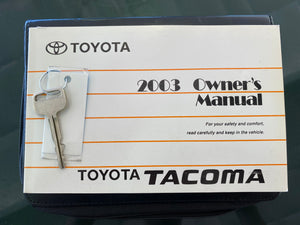 TOYOTA
2003 Owner's
Manual
For your safety and comfort,
read carefully and keep in the vehicle.
TOYOTA TACOMA